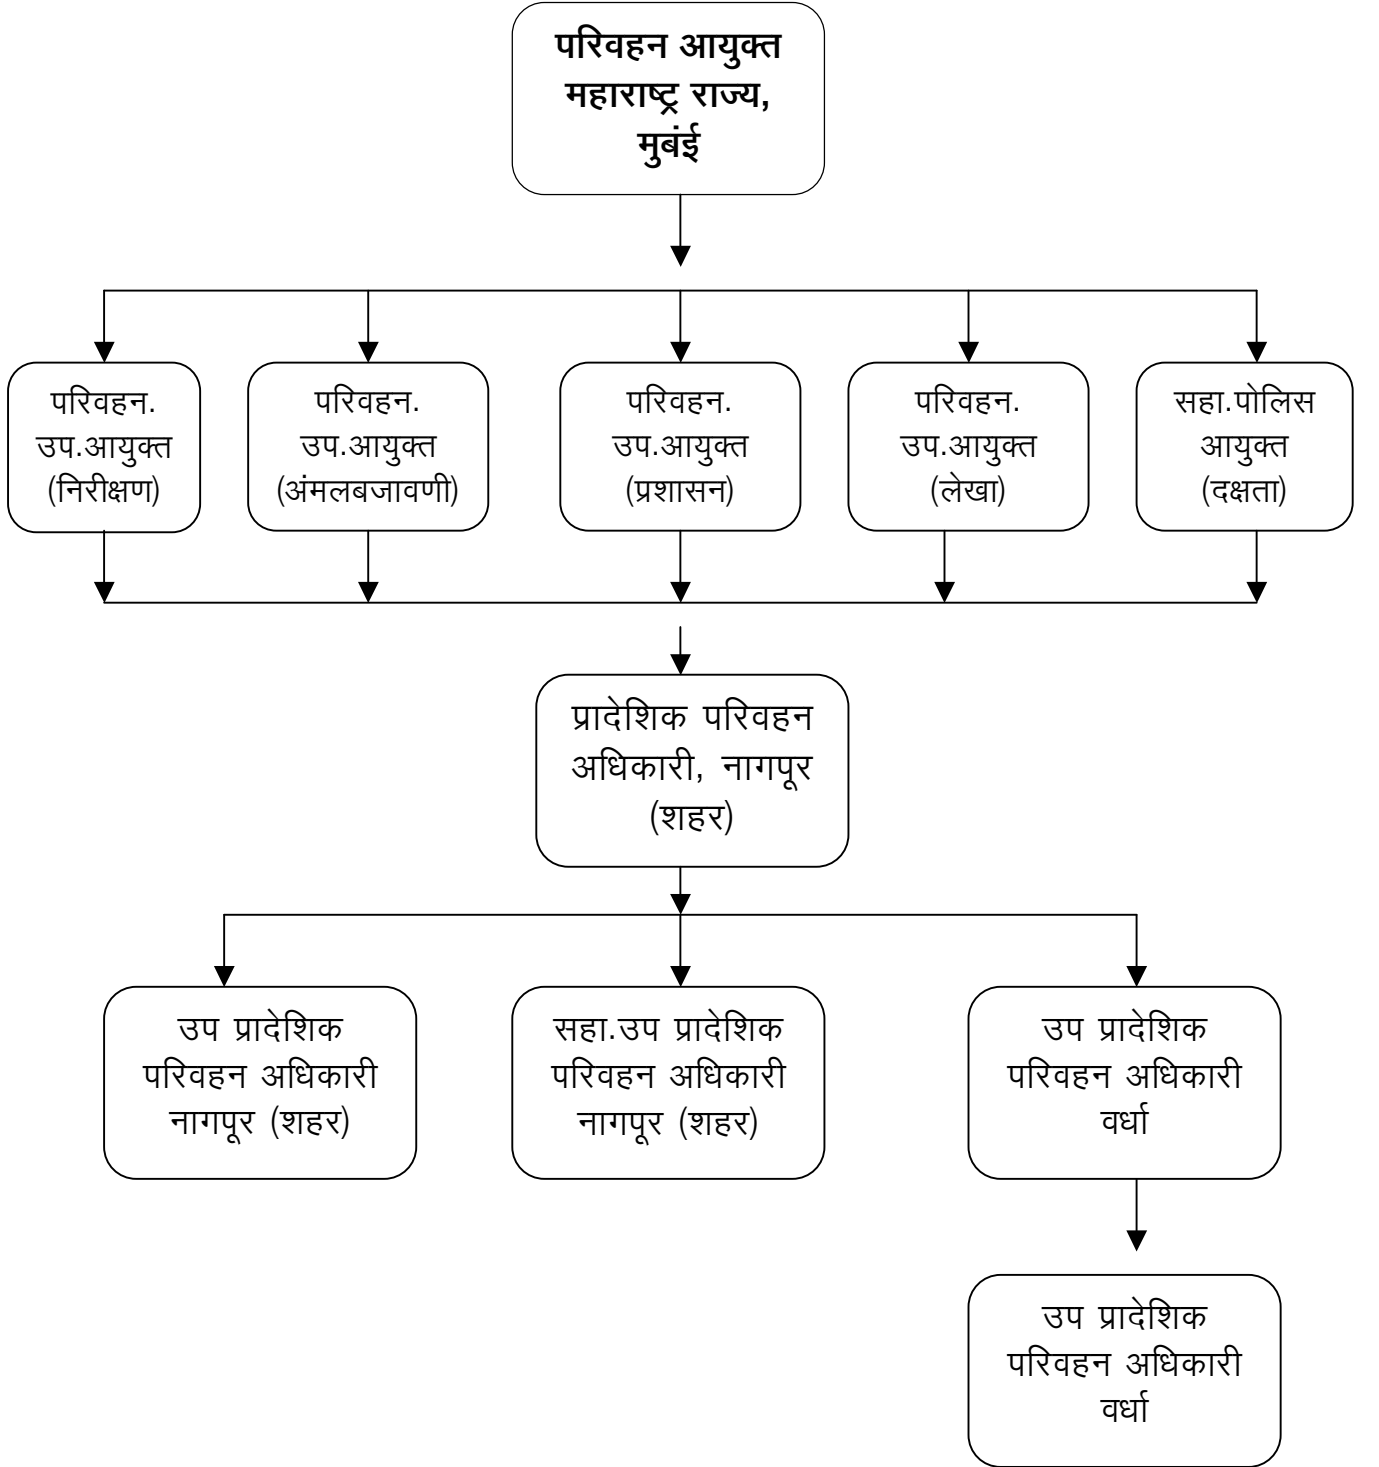 परिवहन आयुक्त
महाराष्ट्र राज्य,
मुबंई
परिवहन.
उप.आयुक्त
(निरीक्षण)
परिवहन.
उप.आयुक्त
(अंमलबजावणी)
परिवहन.
उप.आयुक्त
(प्रशासन)
परिवहन.
उप.आयुक्त
(लेखा)
सहा.पोलिस
आयुक्त
(दक्षता)
प्रादेशिक परिवहन
अधिकारी, नागपूर
(शहर)
उप प्रादेशिक
परिवहन अधिकारी
नागपूर (शहर)
सहा.उप प्रादेशिक
परिवहन अधिकारी
नागपूर (शहर)
उप प्रादेशिक
परिवहन अधिकारी
वर्धा
उप प्रादेशिक
परिवहन अधिकारी
वर्धा